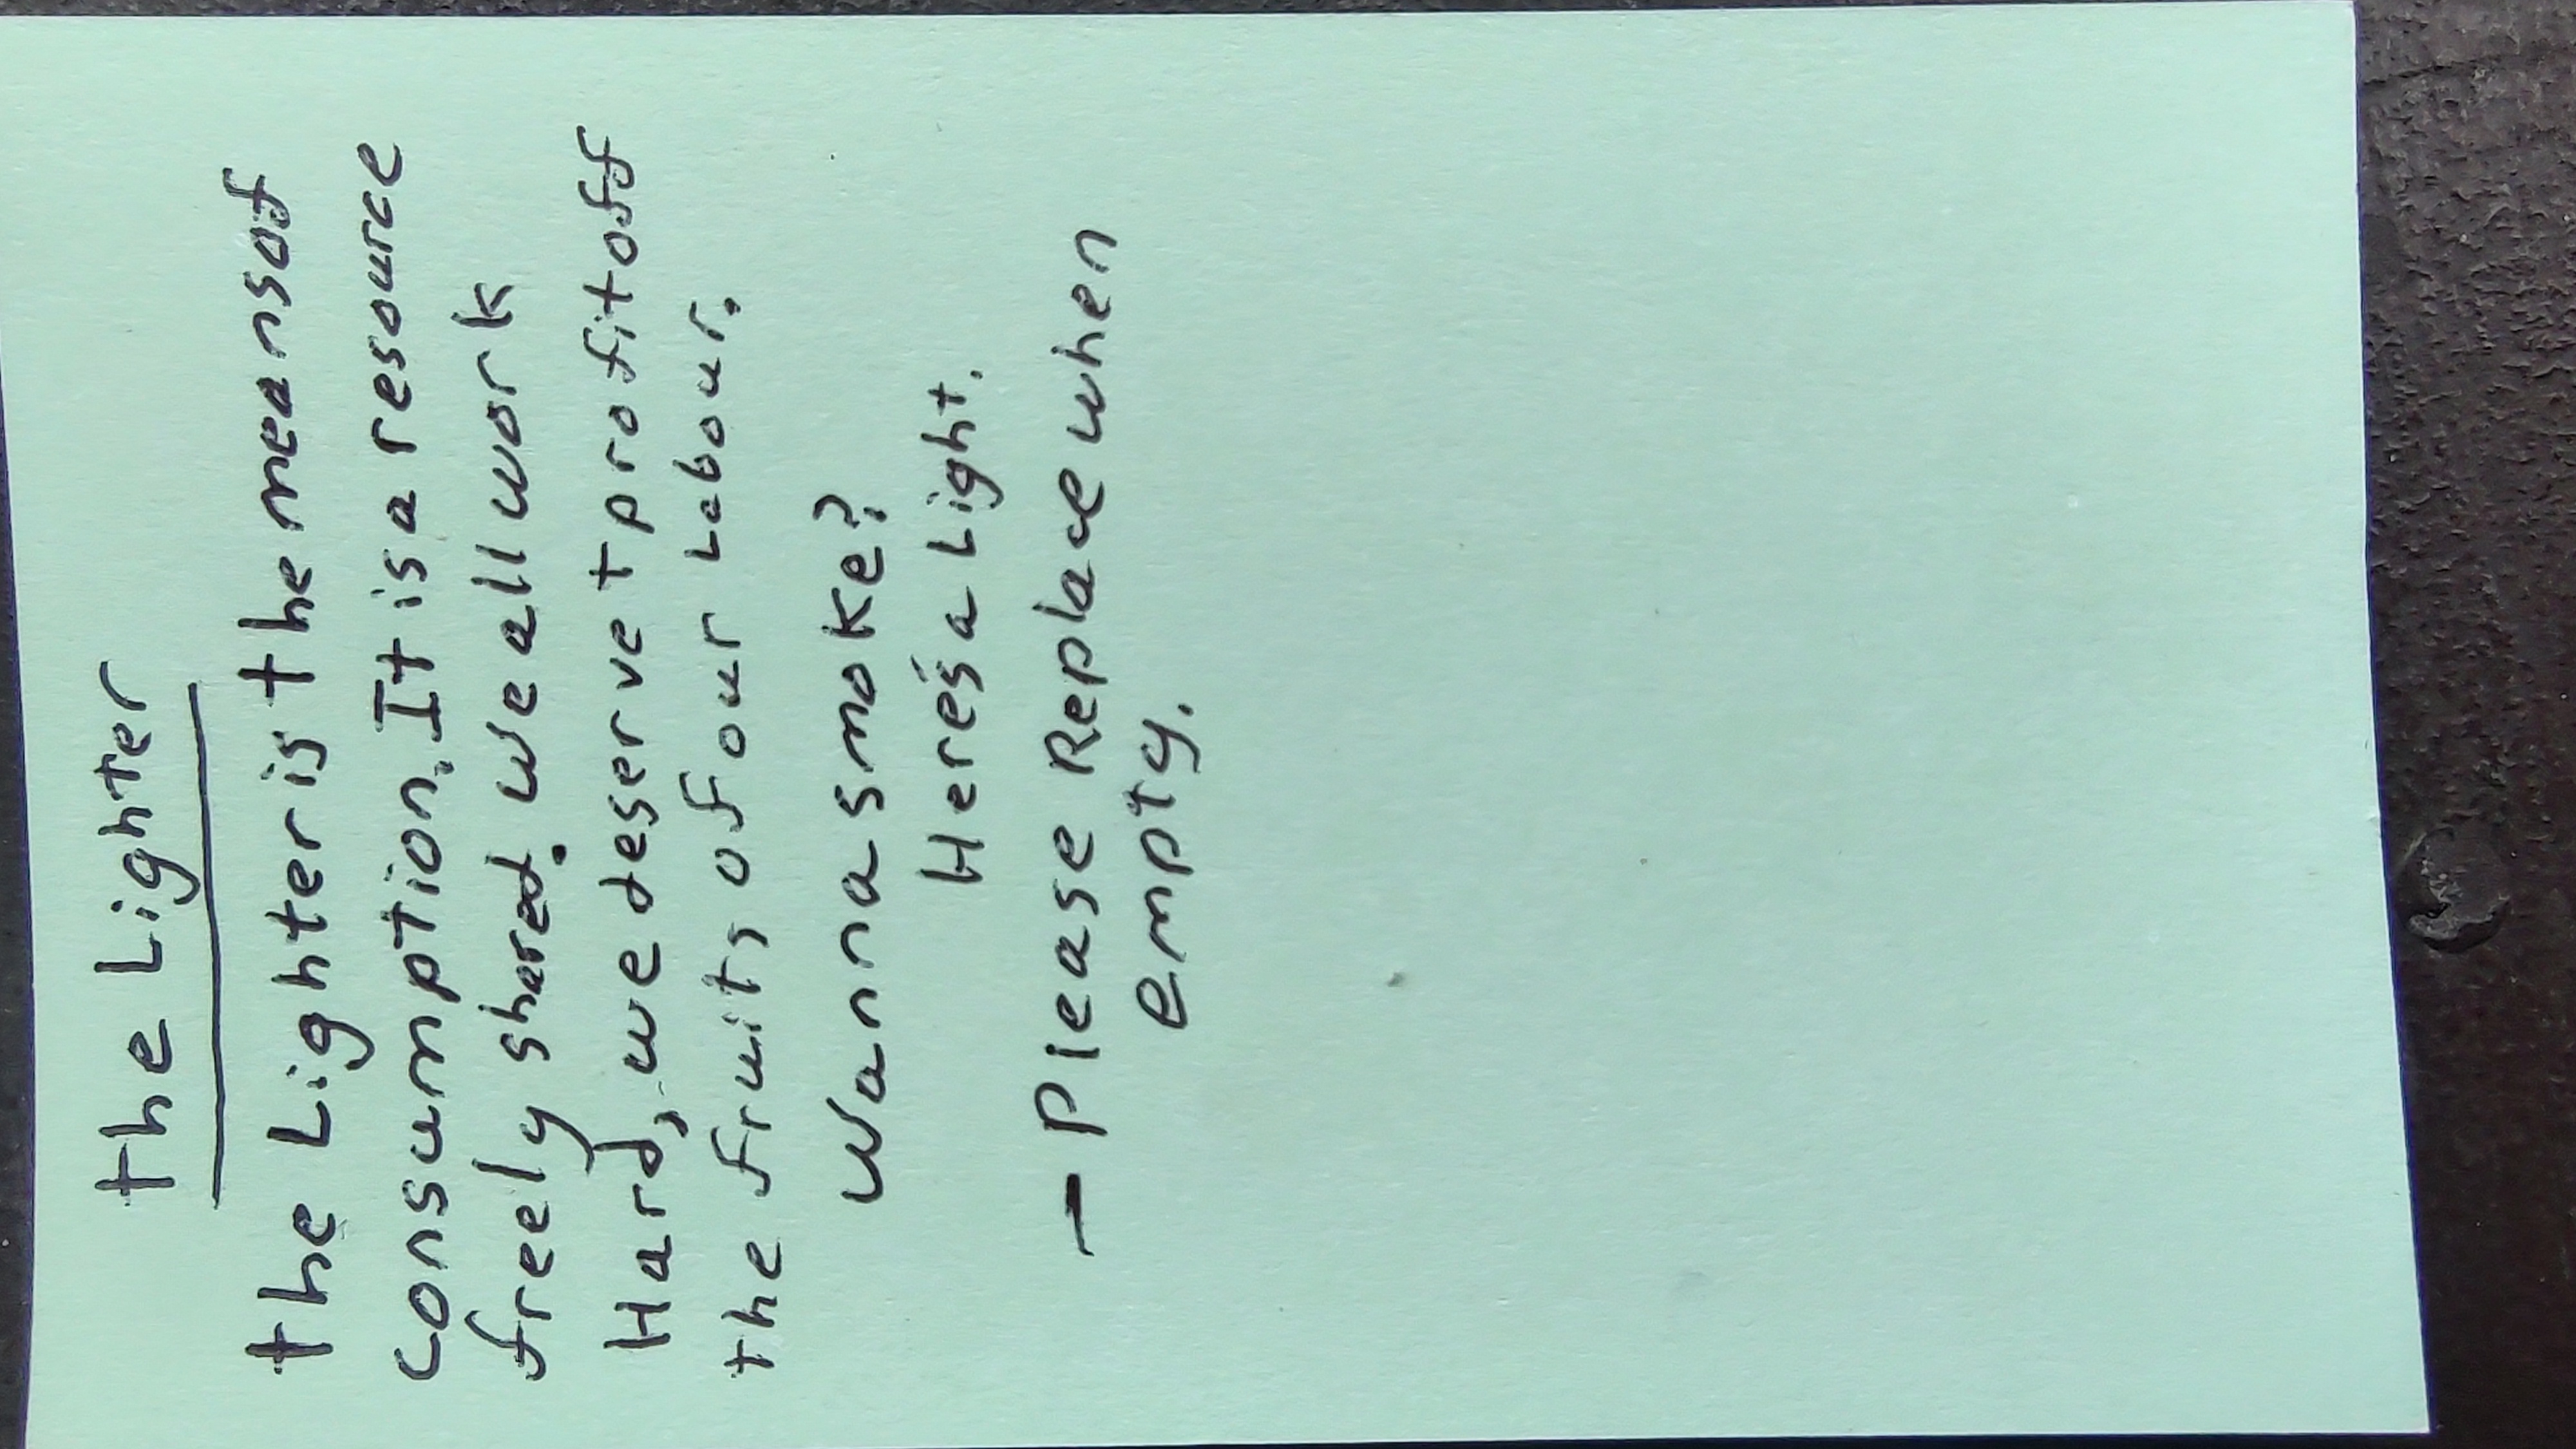 the Lighter
the Lighter is the means of
consumption. It is a resource
freely shared. we all work
Hard, we deserve t profit off
the fruits of our Labour.
Wanna smoke?
Here's a Light.
- Please Replace when
empty.